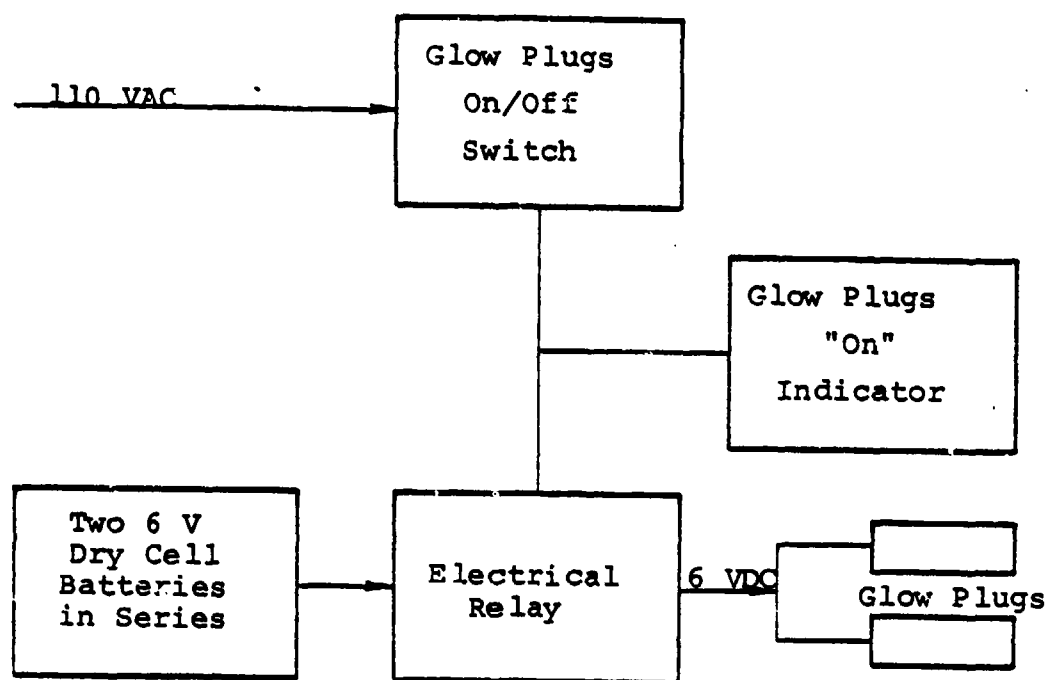 Glow Plugs
On/Off
Switch
110 VAC
Glow Plugs
"On"
Indicator
Two 6 V
Dry Cell
Batteries
in Series
Electrical
Relay
6 VDC
Glow Plugs